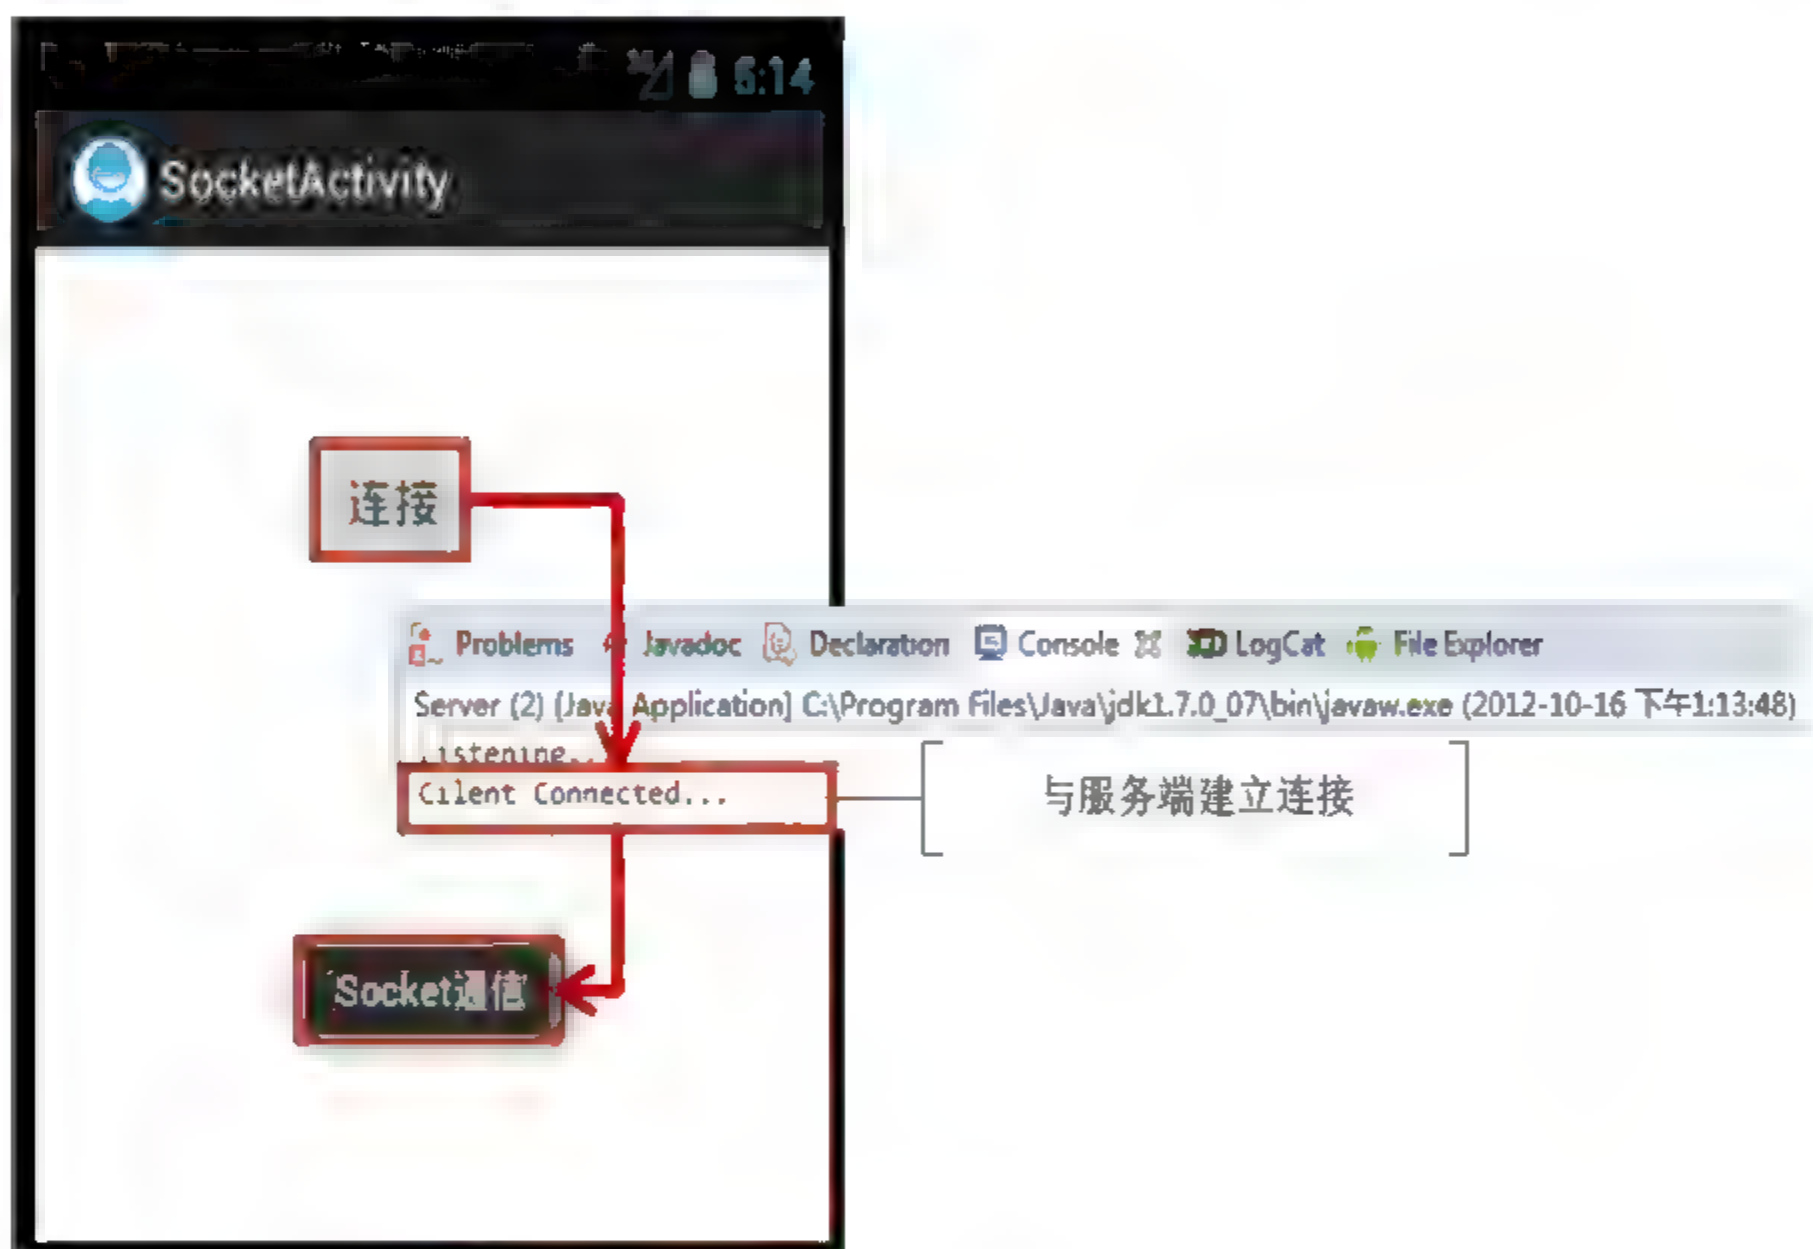 5:14
SocketActivity
连接
Problems Javadoc Declaration Console LogCat File Explorer
Server (2) [Java Application] C:\Program Files\Java\jdk1.7.0_07\bin\javaw.exe (2012-10-16 下午1:13:48)
Listening..
Cilent Connected...
与服务端建立连接
Socket通信